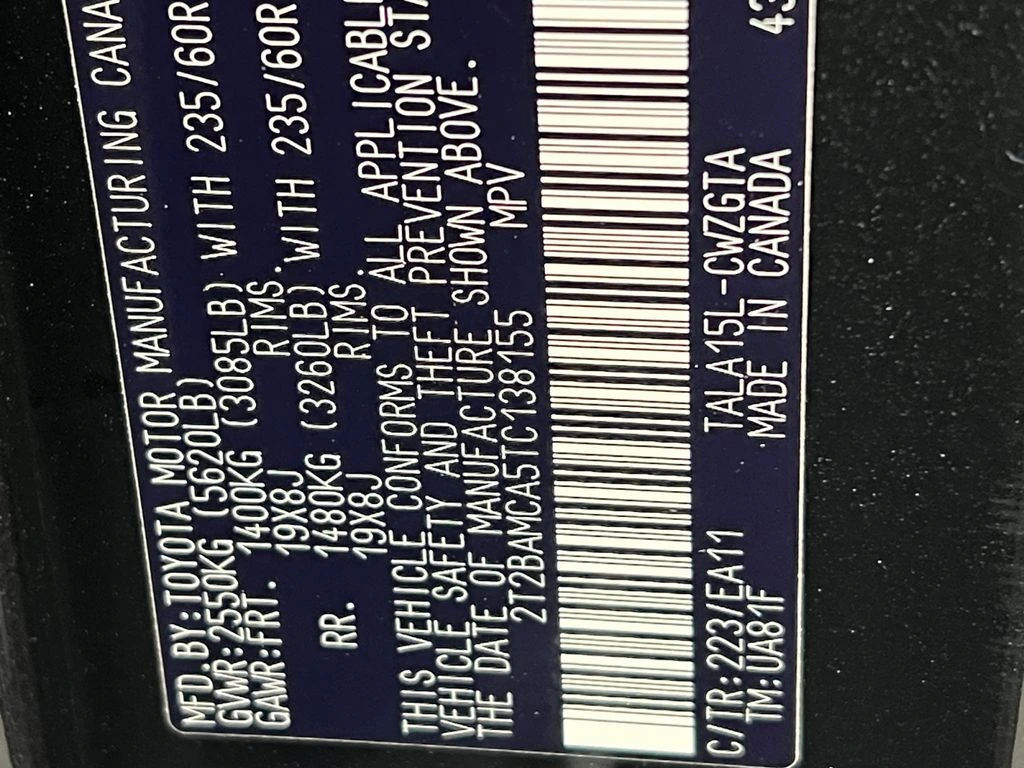 MFD.BY:TOYOTA MOTOR MANUFACTURING CANA
GVWR:2550KG (5620LB)
GAWR:FRT. 1400KG (3085LB) WITH 235/60R
19X8J RIMS.
RR. 1480KG (3260LB) WITH 235/60R
19X8J RIMS.
THIS VEHICLE CONFORMS TO ALL APPLICABL
VEHICLE SAFETY AND THEFT PREVENTION STA
THE DATE OF MANUFACTURE SHOWN ABOVE.
2T2BAMCA5TC138155 MPV
C/TR:223/EA11 TALA15L-CWZGTA 43
TM:UA81F MADE IN CANADA